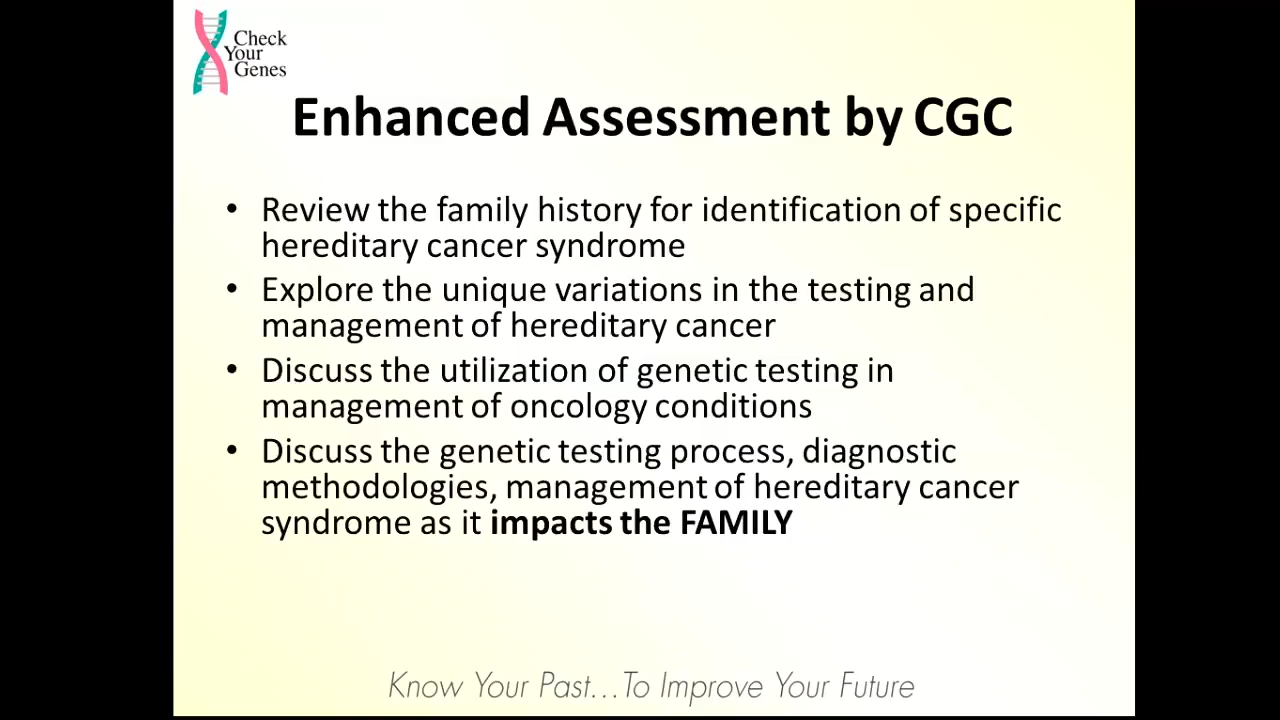 Check
Your
Genes
Enhanced Assessment by CGC
• Review the family history for identification of specific
hereditary cancer syndrome
• Explore the unique variations in the testing and
management of hereditary cancer
• Discuss the utilization of genetic testing in
management of oncology conditions
• Discuss the genetic testing process, diagnostic
methodologies, management of hereditary cancer
syndrome as it impacts the FAMILY
Know Your Past...To Improve Your Future